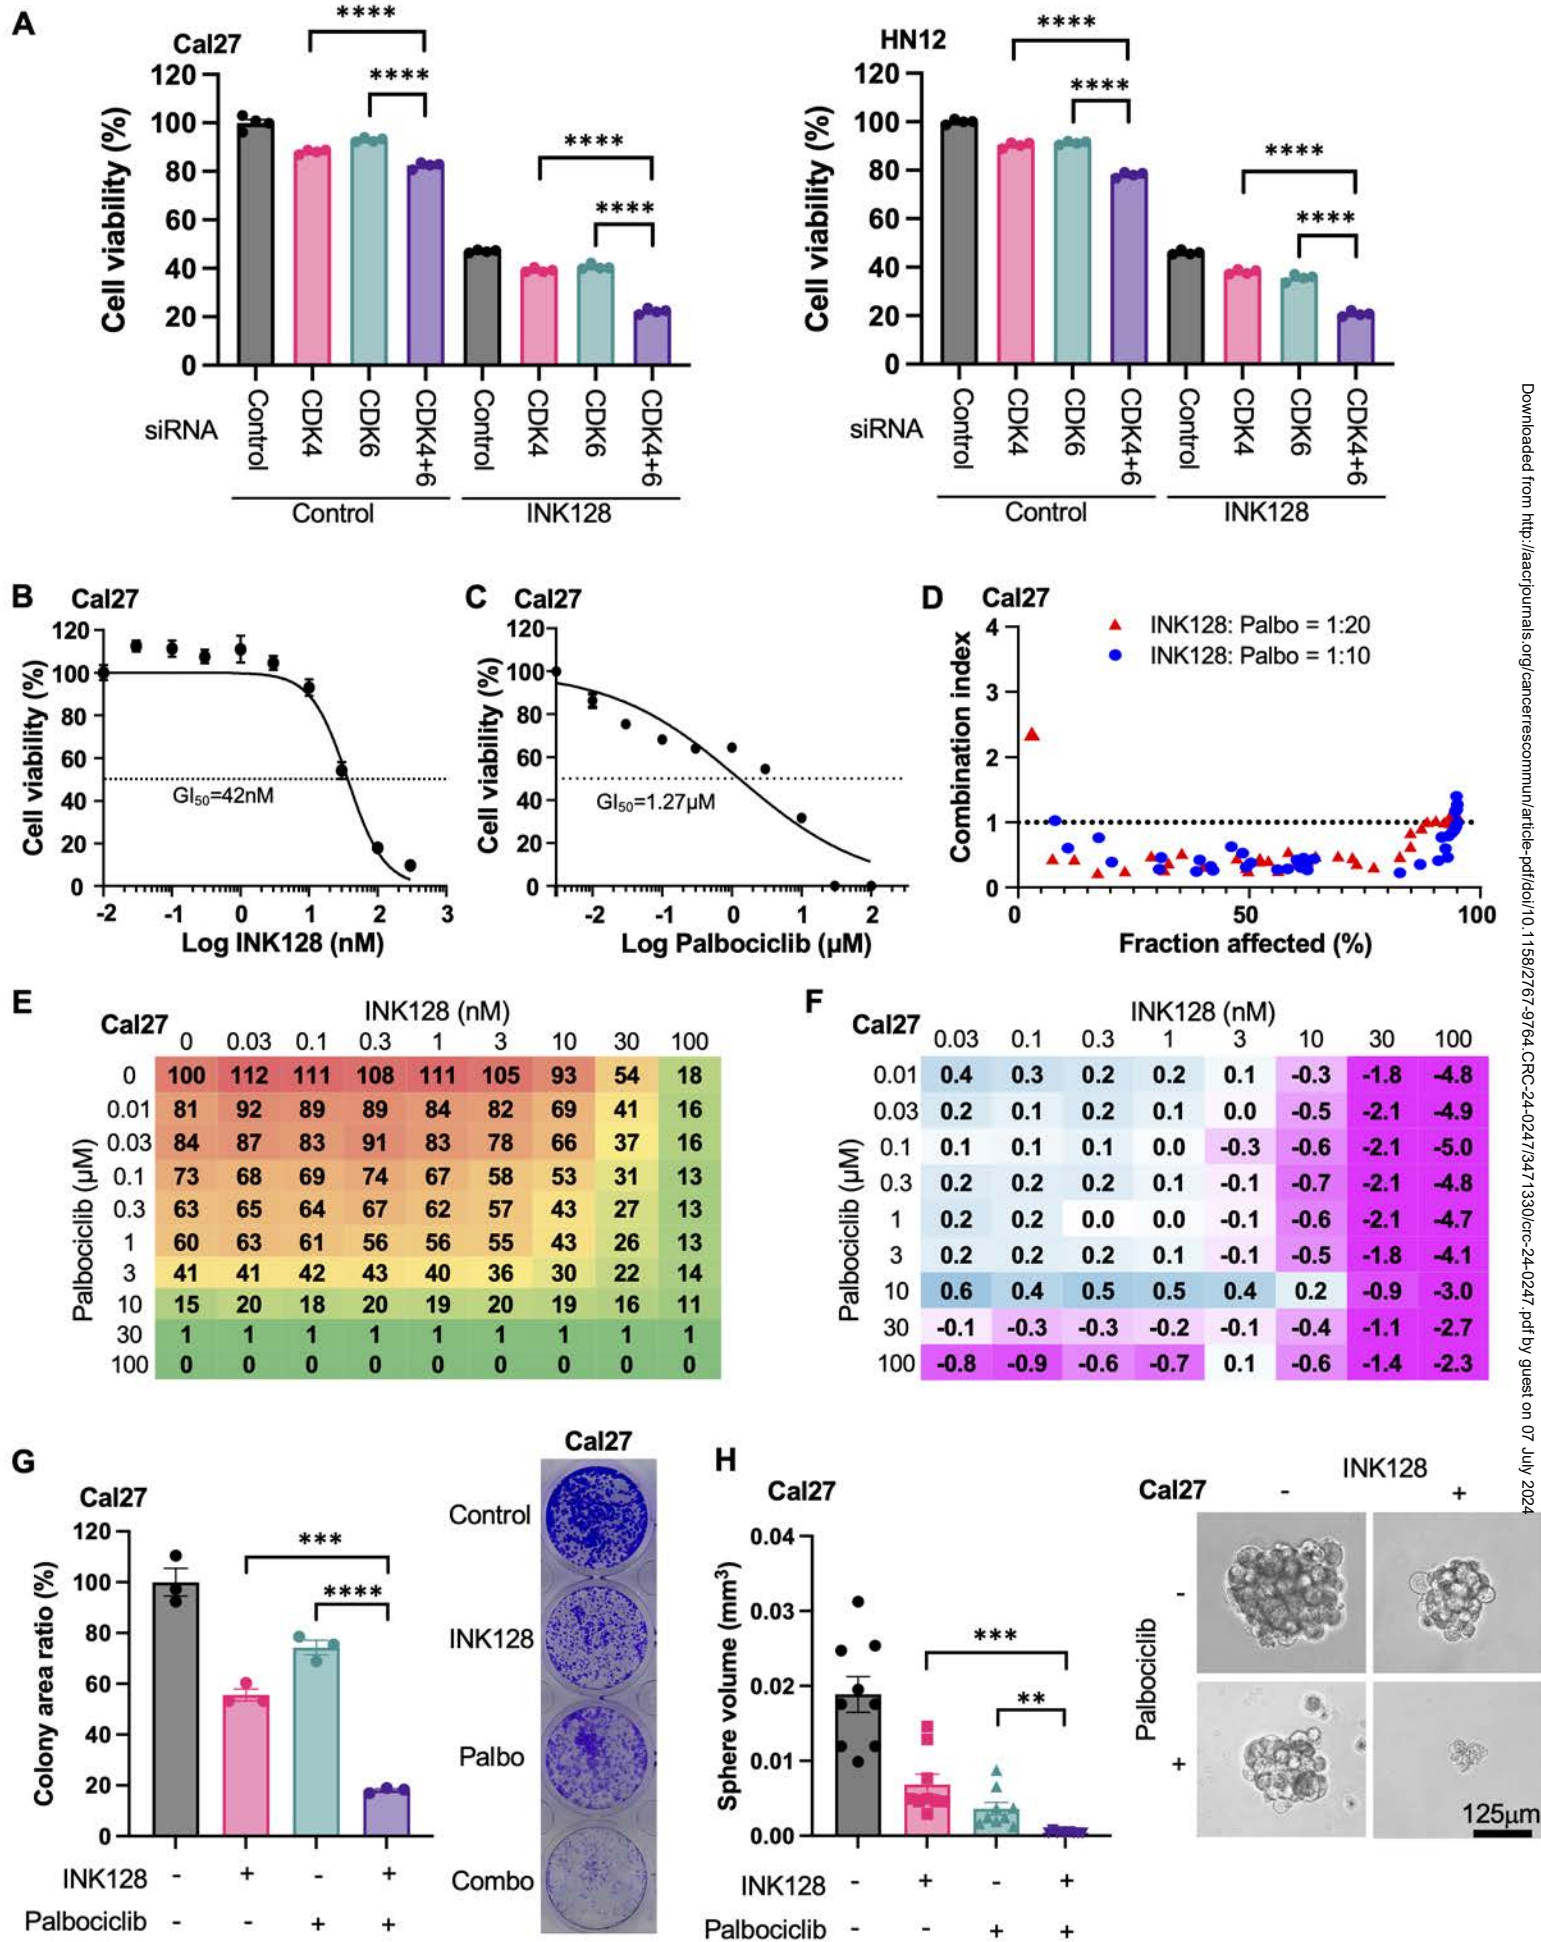 A
Cal27
****
****
****
****
Cell viability (%)
120
100
80
60
40
20
0
siRNA
Control
CDK4
CDK6
CDK4+6
Control
CDK4
CDK6
CDK4+6
Control
INK128
HN12
****
****
****
****
Cell viability (%)
120
100
80
60
40
20
0
siRNA
Control
CDK4
CDK6
CDK4+6
Control
CDK4
CDK6
CDK4+6
Control
INK128
B
Cal27
Cell viability (%)
120
100
80
60
40
20
0
GI50=42nM
-2 -1 0 1 2 3
Log INK128 (nM)
C
Cal27
Cell viability (%)
120
100
80
60
40
20
0
GI50=1.27µM
-2 -1 0 1 2
Log Palbociclib (µM)
D
Cal27
INK128: Palbo = 1:20
INK128: Palbo = 1:10
Combination index
4
3
2
1
0
0 50 100
Fraction affected (%)
E
Cal27
INK128 (nM)
0 0.03 0.1 0.3 1 3 10 30 100
Palbociclib (µM)
0 100 112 111 108 111 105 93 54 18
0.01 81 92 89 89 84 82 69 41 16
0.03 84 87 83 91 83 78 66 37 16
0.1 73 68 69 74 67 58 53 31 13
0.3 63 65 64 67 62 57 43 27 13
1 60 63 61 56 56 55 43 26 13
3 41 41 42 43 40 36 30 22 14
10 15 20 18 20 19 20 19 16 11
30 1 1 1 1 1 1 1 1 1
100 0 0 0 0 0 0 0 0 0
F
Cal27
INK128 (nM)
0.03 0.1 0.3 1 3 10 30 100
Palbociclib (µM)
0.01 0.4 0.3 0.2 0.2 0.1 -0.3 -1.8 -4.8
0.03 0.2 0.1 0.2 0.1 0.0 -0.5 -2.1 -4.9
0.1 0.1 0.1 0.1 0.0 -0.3 -0.6 -2.1 -5.0
0.3 0.2 0.2 0.2 0.1 -0.1 -0.7 -2.1 -4.8
1 0.2 0.2 0.0 0.0 -0.1 -0.6 -2.1 -4.7
3 0.2 0.2 0.2 0.1 -0.1 -0.5 -1.8 -4.1
10 0.6 0.4 0.5 0.5 0.4 0.2 -0.9 -3.0
30 -0.1 -0.3 -0.3 -0.2 -0.1 -0.4 -1.1 -2.7
100 -0.8 -0.9 -0.6 -0.7 0.1 -0.6 -1.4 -2.3
G
Cal27
***
****
Colony area ratio (%)
120
100
80
60
40
20
0
INK128 - + - +
Palbociclib - - + +
Cal27
Control
INK128
Palbo
Combo
H
Cal27
***
**
Sphere volume (mm3)
0.04
0.03
0.02
0.01
0.00
INK128 - + - +
Palbociclib - - + +
Cal27
INK128
- +
Palbociclib
-
+
125µm
Downloaded from http://aacrjournals.org/cancerrescommun/article-pdf/doi/10.1158/2767-9764.CRC-24-0247/3471330/crc-24-0247.pdf by guest on 07 July 2024